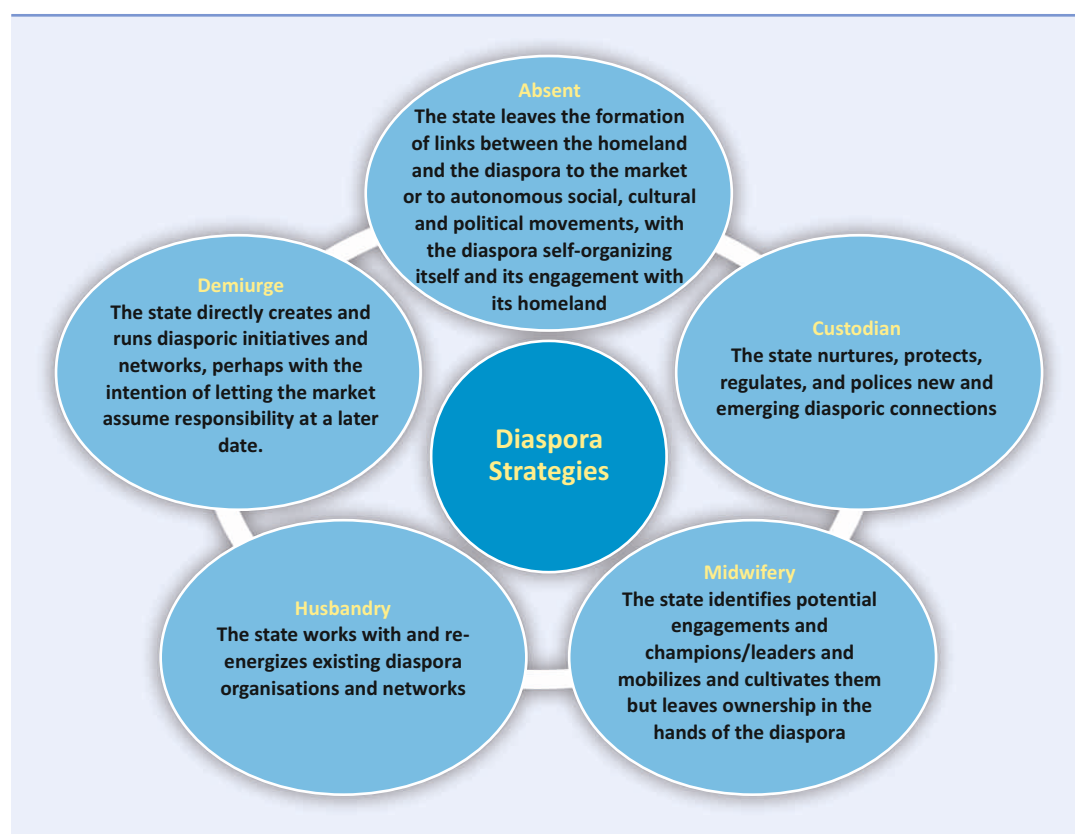 Absent
The state leaves the formation
of links between the homeland
and the diaspora to the market
or to autonomous social, cultural
and political movements, with
the diaspora self-organizing
itself and its engagement with
its homeland
Custodian
The state nurtures, protects,
regulates, and polices new and
emerging diasporic connections
Midwifery
The state identifies potential
engagements and
champions/leaders and
mobilizes and cultivates them
but leaves ownership in the
hands of the diaspora
Husbandry
The state works with and re-
energizes existing diaspora
organisations and networks
Demiurge
The state directly creates and
runs diasporic initiatives and
networks, perhaps with the
intention of letting the market
assume responsibility at a later
date.
Diaspora
Strategies